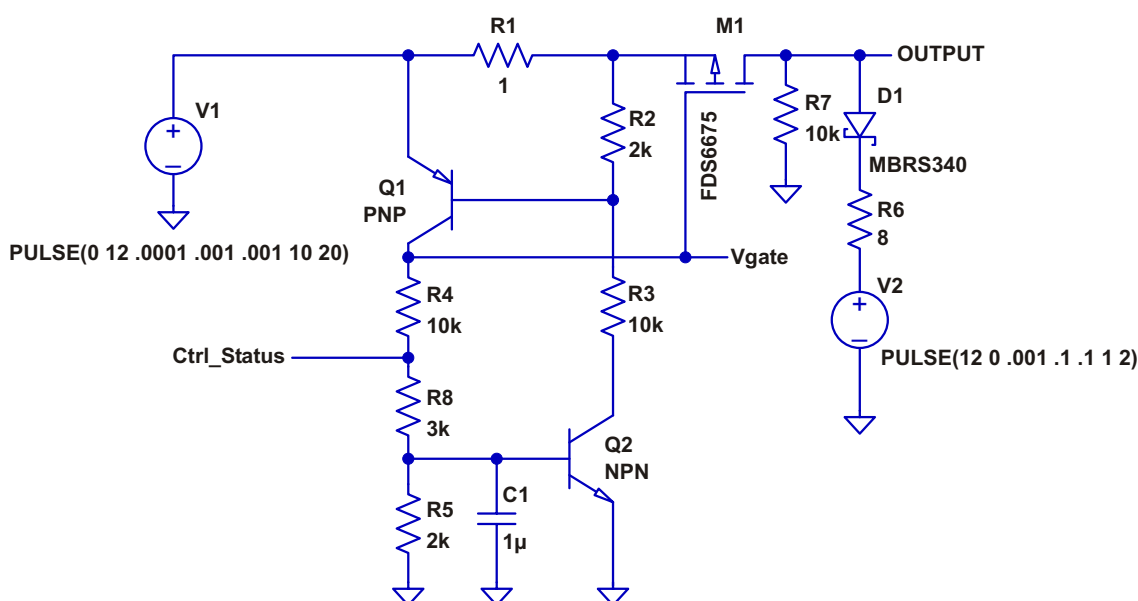 R1
1
M1
OUTPUT
V1
R2
2k
FDS6675
R7
10k
D1
MBRS340
Q1
PNP
R6
8
PULSE(0 12 .0001 .001 .001 10 20)
Vgate
V2
R4
10k
R3
10k
Ctrl_Status
PULSE(12 0 .001 .1 .1 1 2)
R8
3k
Q2
NPN
R5
2k
C1
1µ